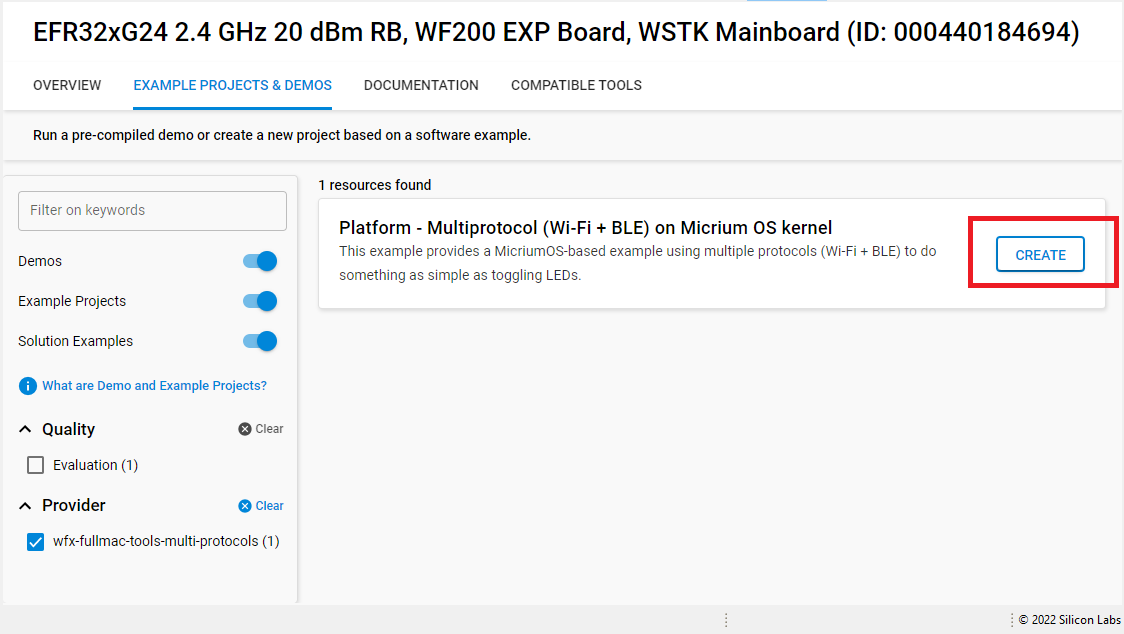 EFR32xG24 2.4 GHz 20 dBm RB, WF200 EXP Board, WSTK Mainboard (ID: 000440184694)
OVERVIEW EXAMPLE PROJECTS & DEMOS DOCUMENTATION COMPATIBLE TOOLS
Run a pre-compiled demo or create a new project based on a software example.
Filter on keywords
Demos
Example Projects
Solution Examples
What are Demo and Example Projects?
Quality Clear
Evaluation (1)
Provider Clear
wfx-fullmac-tools-multi-protocols (1)
1 resources found
Platform - Multiprotocol (Wi-Fi + BLE) on Micrium OS kernel
This example provides a MicriumOS-based example using multiple protocols (Wi-Fi + BLE) to do
something as simple as toggling LEDs.
CREATE
© 2022 Silicon Labs